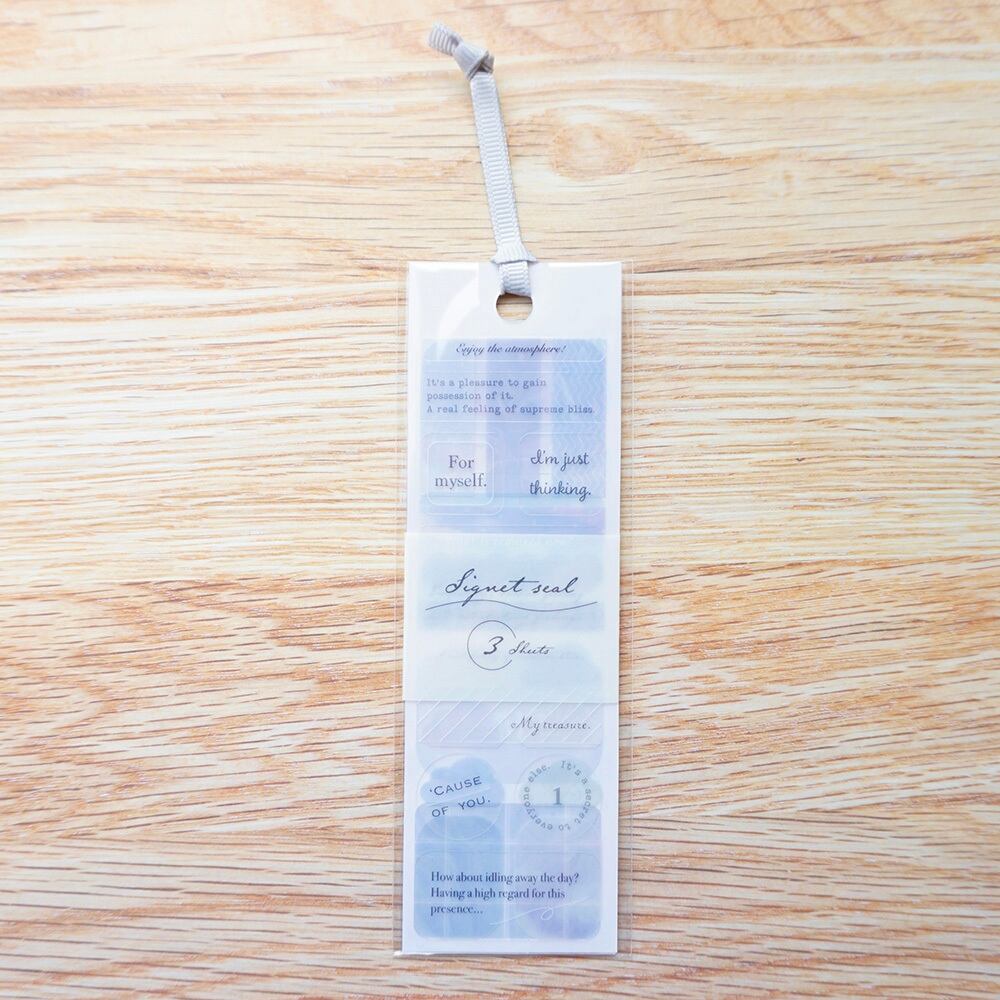 Enjoy the atmosphere!
It's a pleasure to gain
possession of it.
A real feeling of supreme bliss.
For
myself.
I'm just
thinking.
Signet seal
3 Sheets
My treasure.
'CAUSE
OF YOU.
It's a secret to everyone else.
1
How about idling away the day?
Having a high regard for this
presence...